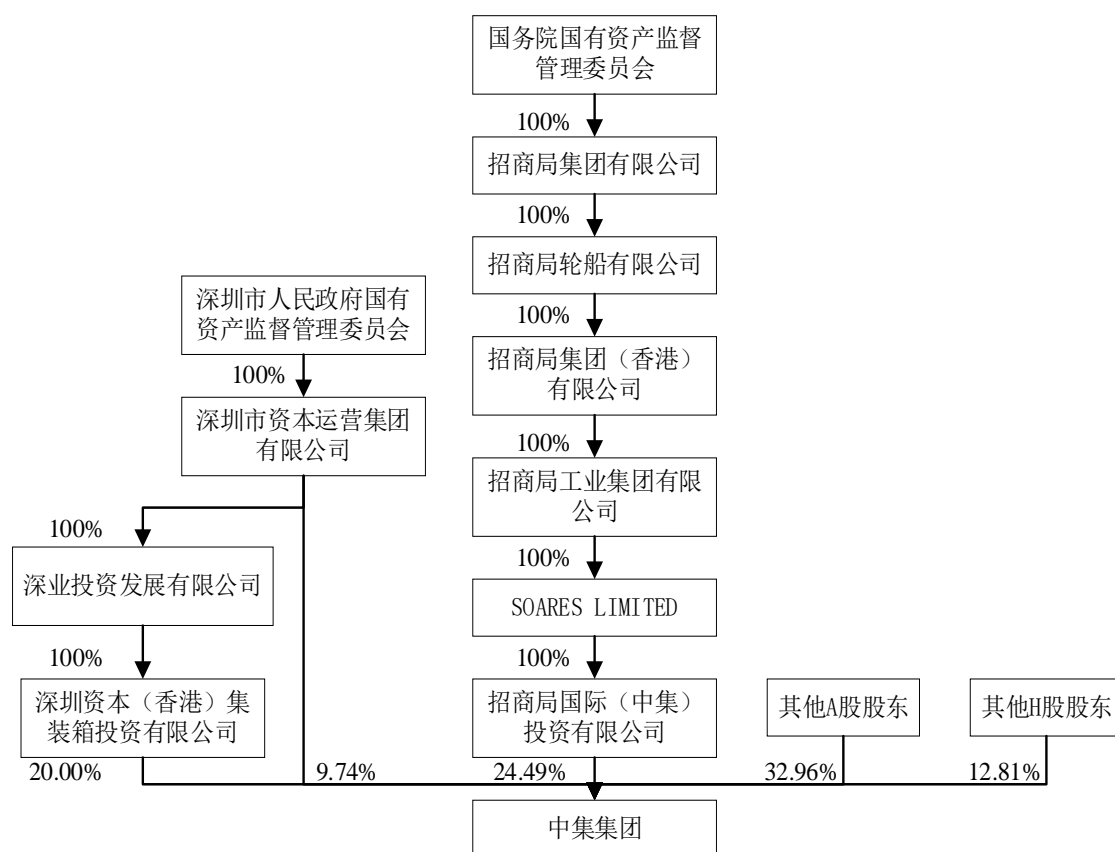 国务院国有资产监督
管理委员会
100%
招商局集团有限公司
100%
招商局轮船有限公司
100%
深圳市人民政府国有
资产监督管理委员会
招商局集团（香港）
有限公司
100%
深圳市资本运营集团
有限公司
100%
招商局工业集团有限
公司
100%
深业投资发展有限公司
100%
SOARES LIMITED
100%
深圳资本（香港）集
装箱投资有限公司
100%
招商局国际（中集）
投资有限公司
其他A股股东
其他H股股东
20.00%
9.74%
24.49%
32.96%
12.81%
中集集团